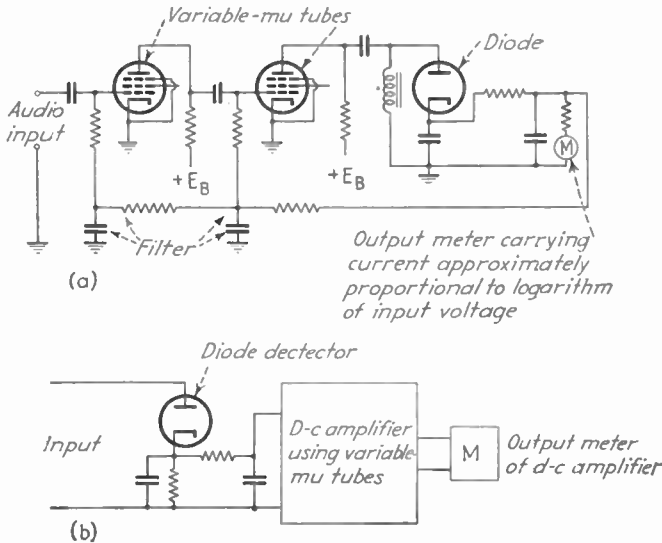 Variable-mu tubes
Diode
Audio
input
+E_B
+E_B
M
Filter
(a)
Output meter carrying
current approximately
proportional to logarithm
of input voltage
Diode dectector
Input
D-c amplifier
using variable-
mu tubes
M
Output meter
of d-c amplifier
(b)